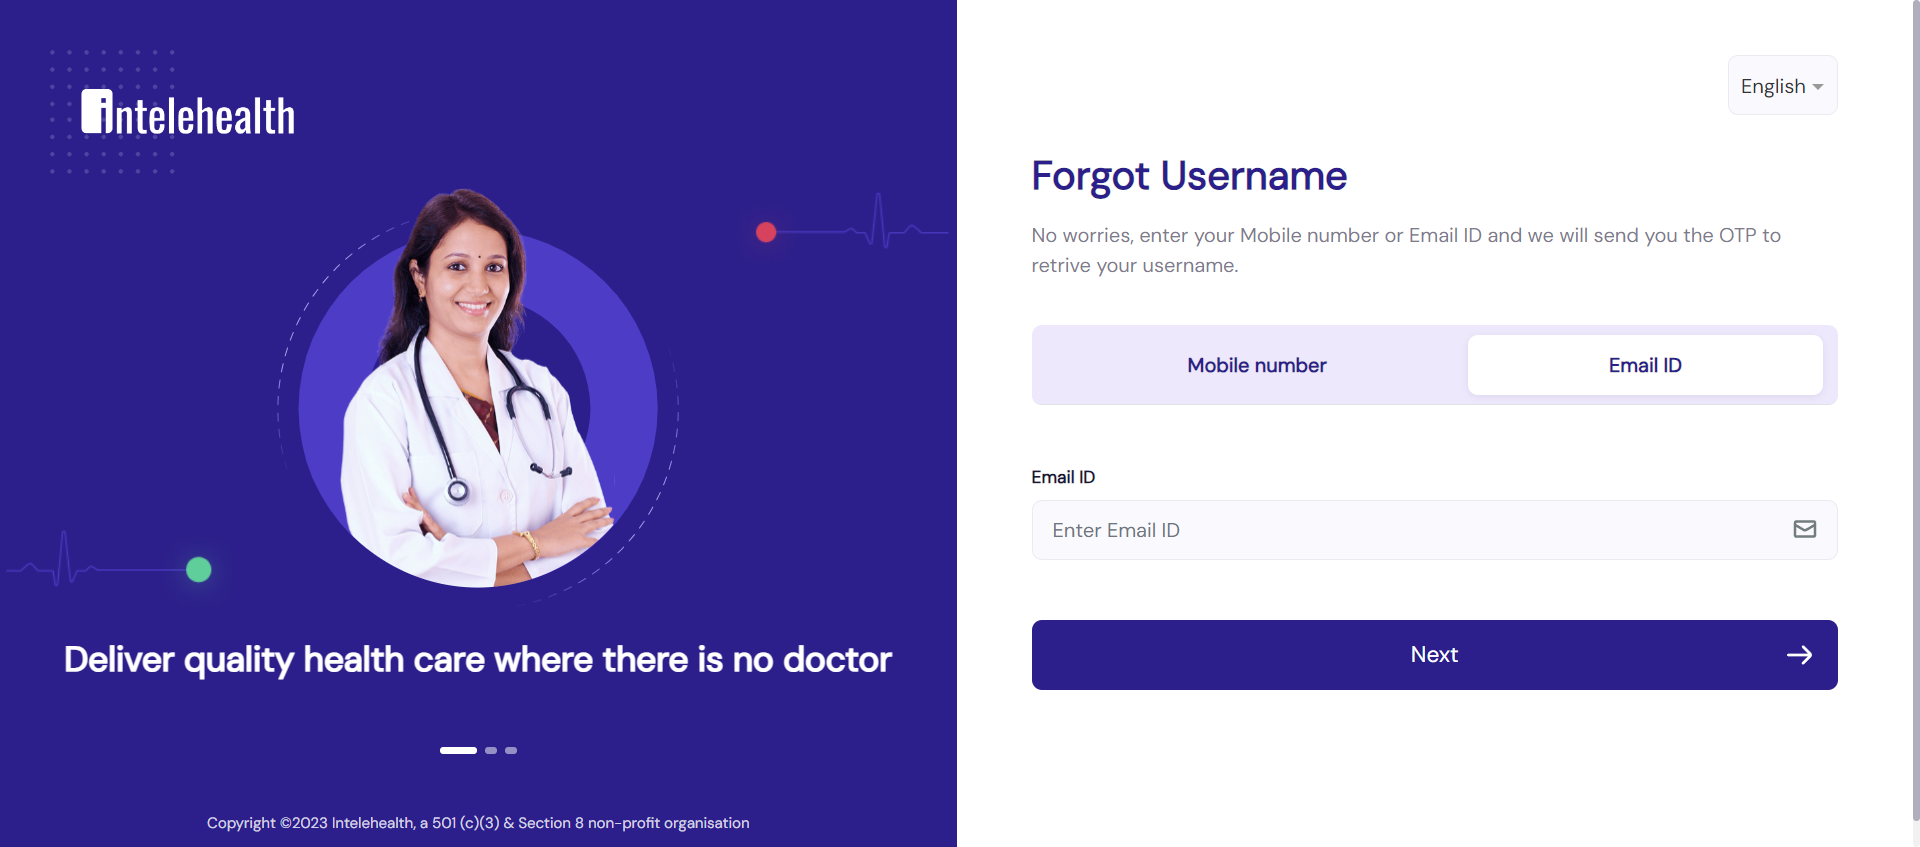 intelehealth
Deliver quality health care where there is no doctor
Copyright ©2023 Intelehealth, a 501 (c)(3) & Section 8 non-profit organisation
English
Forgot Username
No worries, enter your Mobile number or Email ID and we will send you the OTP to
retrive your username.
Mobile number
Email ID
Email ID
Enter Email ID
Next